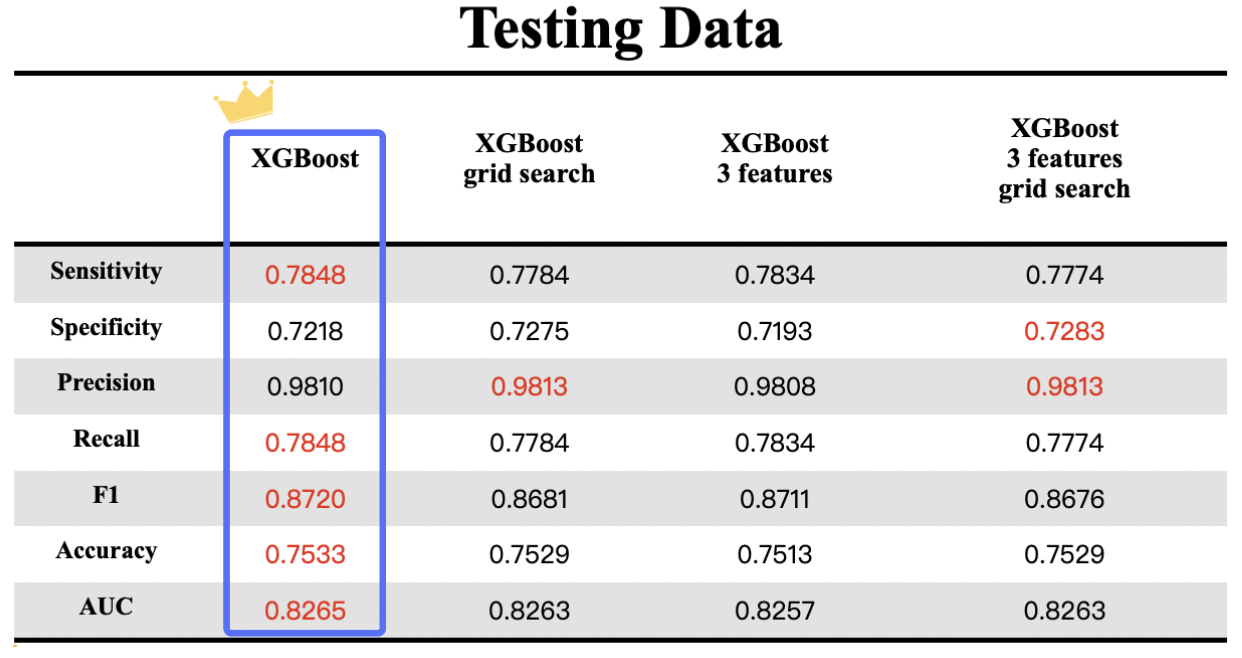 Testing Data
XGBoost
XGBoost
grid search
XGBoost
3 features
XGBoost
3 features
grid search
Sensitivity 0.7848 0.7784 0.7834 0.7774
Specificity 0.7218 0.7275 0.7193 0.7283
Precision 0.9810 0.9813 0.9808 0.9813
Recall 0.7848 0.7784 0.7834 0.7774
F1 0.8720 0.8681 0.8711 0.8676
Accuracy 0.7533 0.7529 0.7513 0.7529
AUC 0.8265 0.8263 0.8257 0.8263